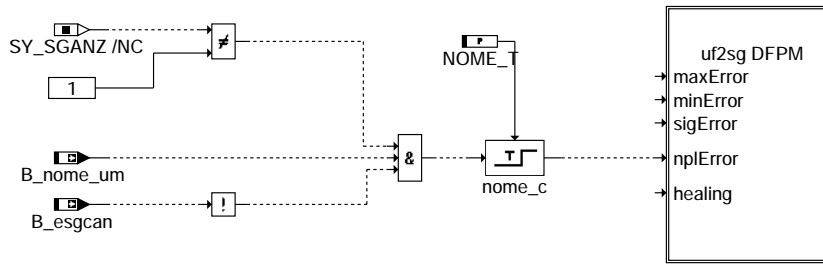 SY_SGANZ /NC
≠
1
P
NOME_T
uf2sg DFPM
maxError
minError
sigError
nplError
healing
B_nome_um
&
T
nome_c
B_esgcan
!